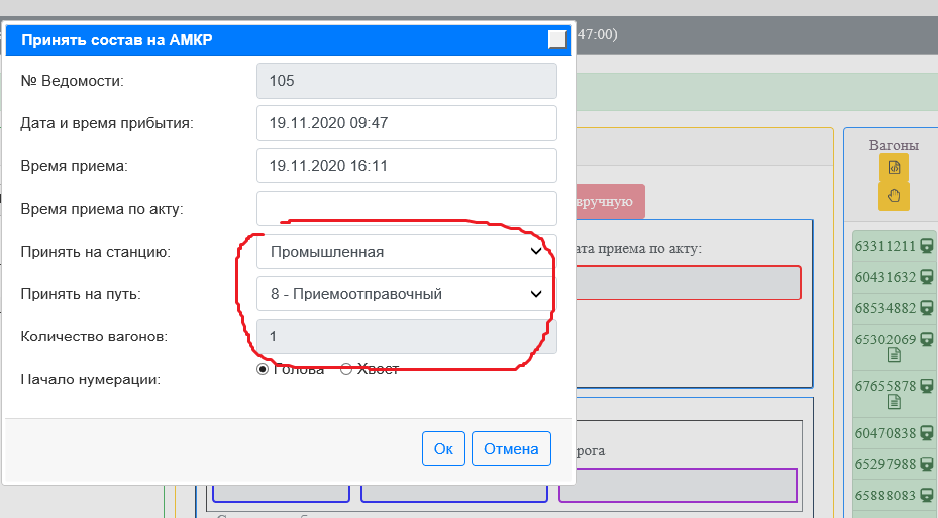 Принять состав на АМКР
47:00)
№ Ведомости:
105
Дата и время прибытия:
19.11.2020 09:47
Время приема:
19.11.2020 16:11
Время приема по акту:
Принять на станцию:
Промышленная
Принять на путь:
8 - Приемоотправочный
Количество вагонов:
1
Начало нумерации:
Голова Хвост
Ок Отмена
вручную
ата приема по акту:
рога
Вагоны
63311211
60431632
68534882
65302069
67655878
60470838
65297988
65888083